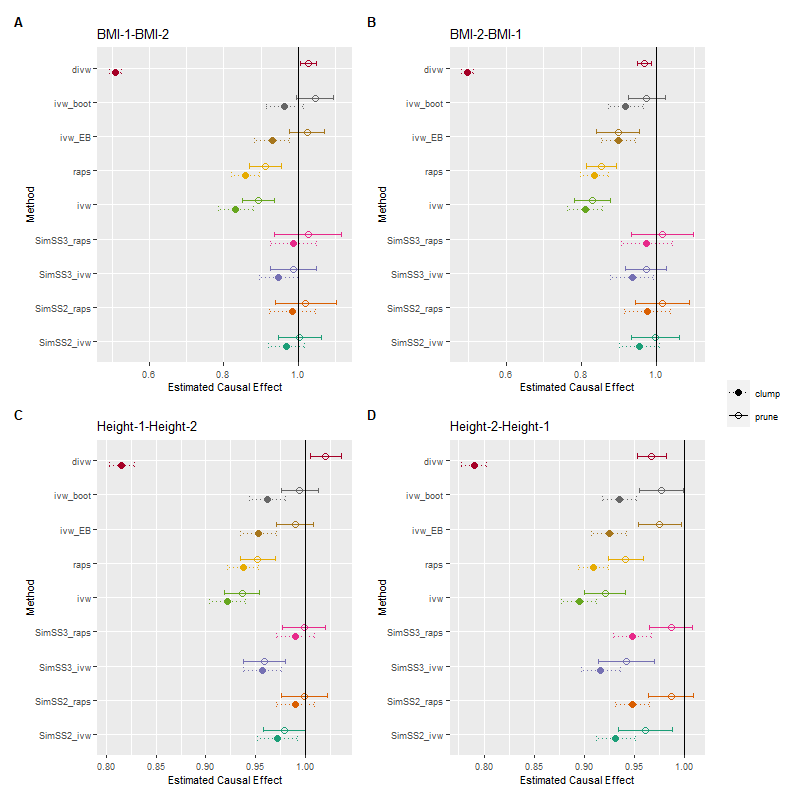 A
BMI-1-BMI-2
Method
divw
ivw_boot
ivw_EB
raps
ivw
SimSS3_raps
SimSS3_ivw
SimSS2_raps
SimSS2_ivw
0.6
0.8
1.0
Estimated Causal Effect
B
BMI-2-BMI-1
Method
divw
ivw_boot
ivw_EB
raps
ivw
SimSS3_raps
SimSS3_ivw
SimSS2_raps
SimSS2_ivw
0.6
0.8
1.0
Estimated Causal Effect
clump
prune
C
Height-1-Height-2
Method
divw
ivw_boot
ivw_EB
raps
ivw
SimSS3_raps
SimSS3_ivw
SimSS2_raps
SimSS2_ivw
0.80
0.85
0.90
0.95
1.00
Estimated Causal Effect
D
Height-2-Height-1
Method
divw
ivw_boot
ivw_EB
raps
ivw
SimSS3_raps
SimSS3_ivw
SimSS2_raps
SimSS2_ivw
0.80
0.85
0.90
0.95
1.00
Estimated Causal Effect